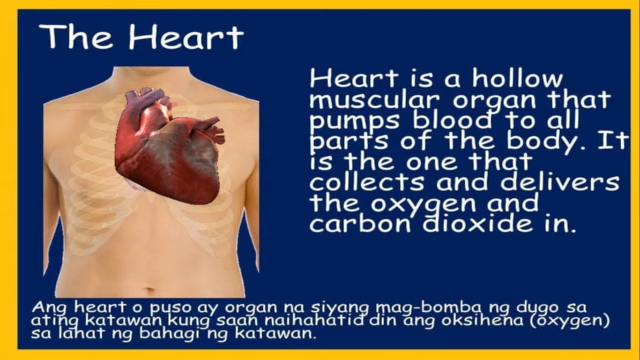 The Heart
Heart is a hollow
muscular organ that
pumps blood to all
parts of the body. It
is the one that
collects and delivers
the oxygen and
carbon dioxide in.
Ang heart o puso ay organ na siyang mag-bomba ng dugo sa
ating katawan kung saan naihahatid din ang oksihena (oxygen)
sa lahat ng bahagi ng katawan.